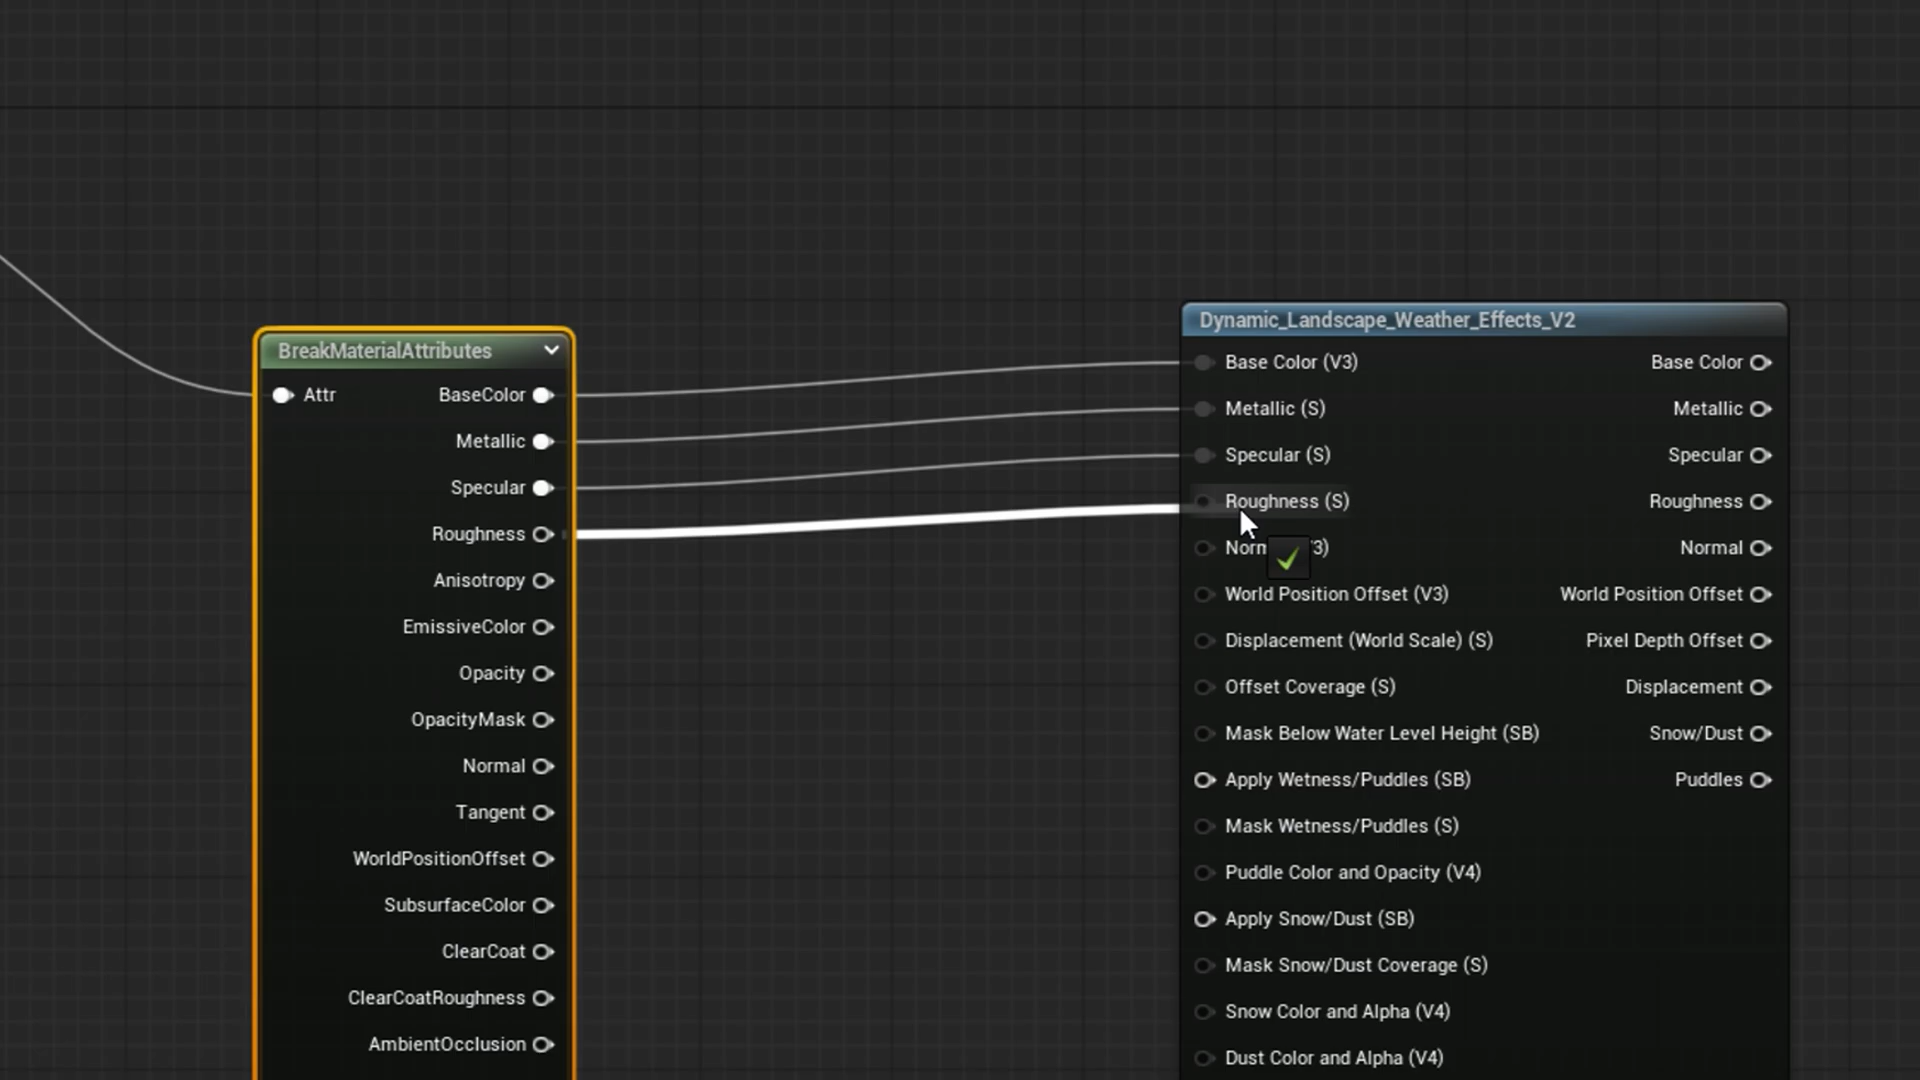 BreakMaterialAttributes
Attr
BaseColor
Metallic
Specular
Roughness
Anisotropy
EmissiveColor
Opacity
OpacityMask
Normal
Tangent
WorldPositionOffset
SubsurfaceColor
ClearCoat
ClearCoatRoughness
AmbientOcclusion
Dynamic_Landscape_Weather_Effects_V2
Base Color (V3)
Metallic (S)
Specular (S)
Roughness (S)
World Position Offset (V3)
Displacement (World Scale) (S)
Offset Coverage (S)
Mask Below Water Level Height (SB)
Apply Wetness/Puddles (SB)
Mask Wetness/Puddles (S)
Puddle Color and Opacity (V4)
Apply Snow/Dust (SB)
Mask Snow/Dust Coverage (S)
Snow Color and Alpha (V4)
Dust Color and Alpha (V4)
Base Color
Metallic
Specular
Roughness
Normal
World Position Offset
Pixel Depth Offset
Displacement
Snow/Dust
Puddles